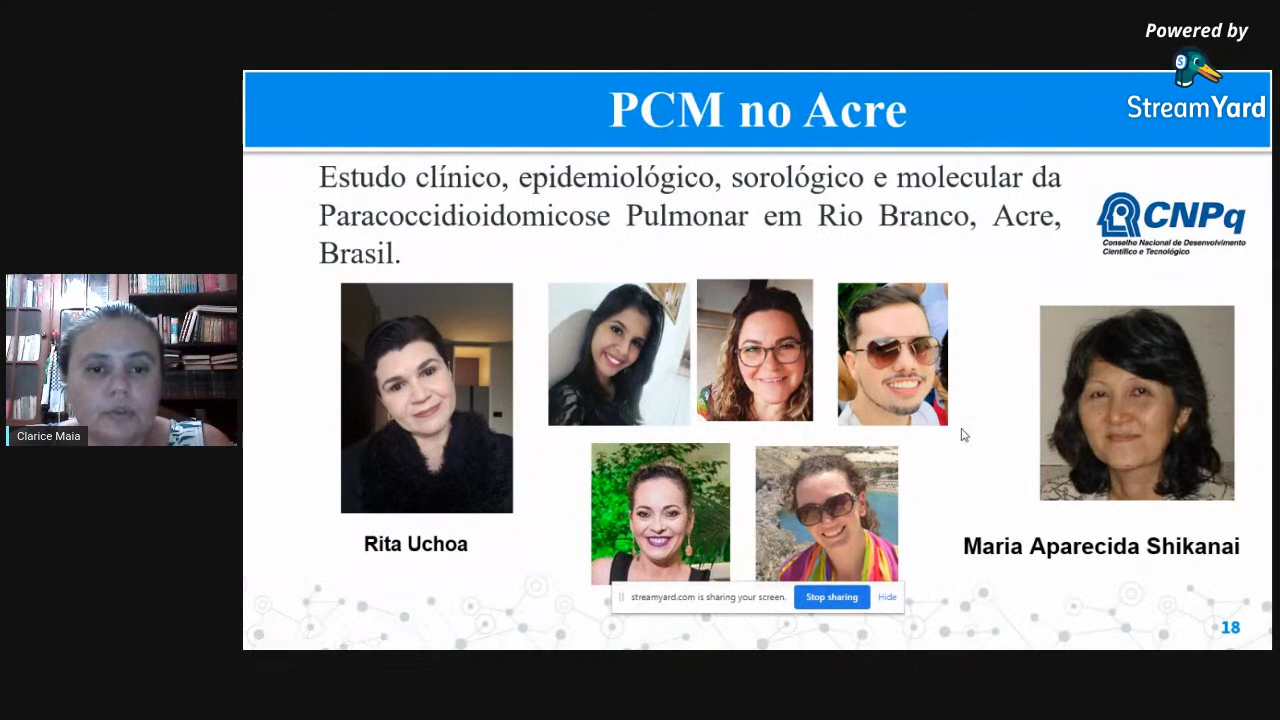 Powered by
StreamYard
PCM no Acre
Estudo clínico, epidemiológico, sorológico e molecular da
Paracoccidioidomicose Pulmonar em Rio Branco, Acre,
Brasil.
CNPq
Conselho Nacional de Desenvolvimento
Científico e Tecnológico
Clarice Maia
Rita Uchoa
Maria Aparecida Shikanai
streamyard.com is sharing your screen.
Stop sharing
Hide
18